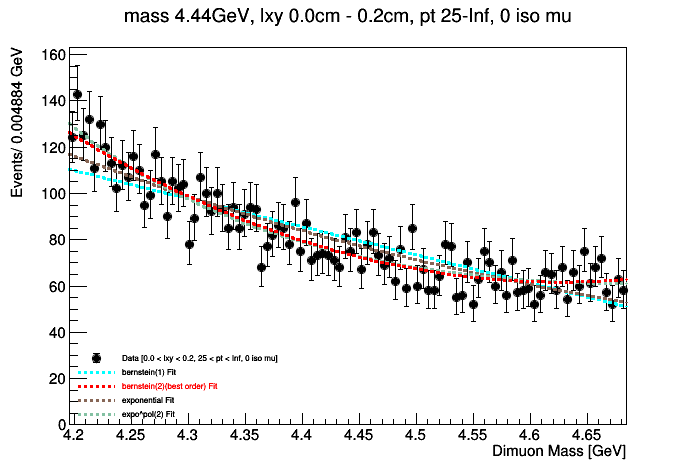 mass 4.44GeV, lxy 0.0cm - 0.2cm, pt 25-Inf, 0 iso mu
Events/ 0.004884 GeV
160
140
120
100
80
60
40
20
0
Data [0.0 < lxy < 0.2, 25 < pt < Inf, 0 iso mu]
bernstein(1) Fit
bernstein(2)(best order) Fit
exponential Fit
expo*pol(2) Fit
4.2 4.25 4.3 4.35 4.4 4.45 4.5 4.55 4.6 4.65
Dimuon Mass [GeV]